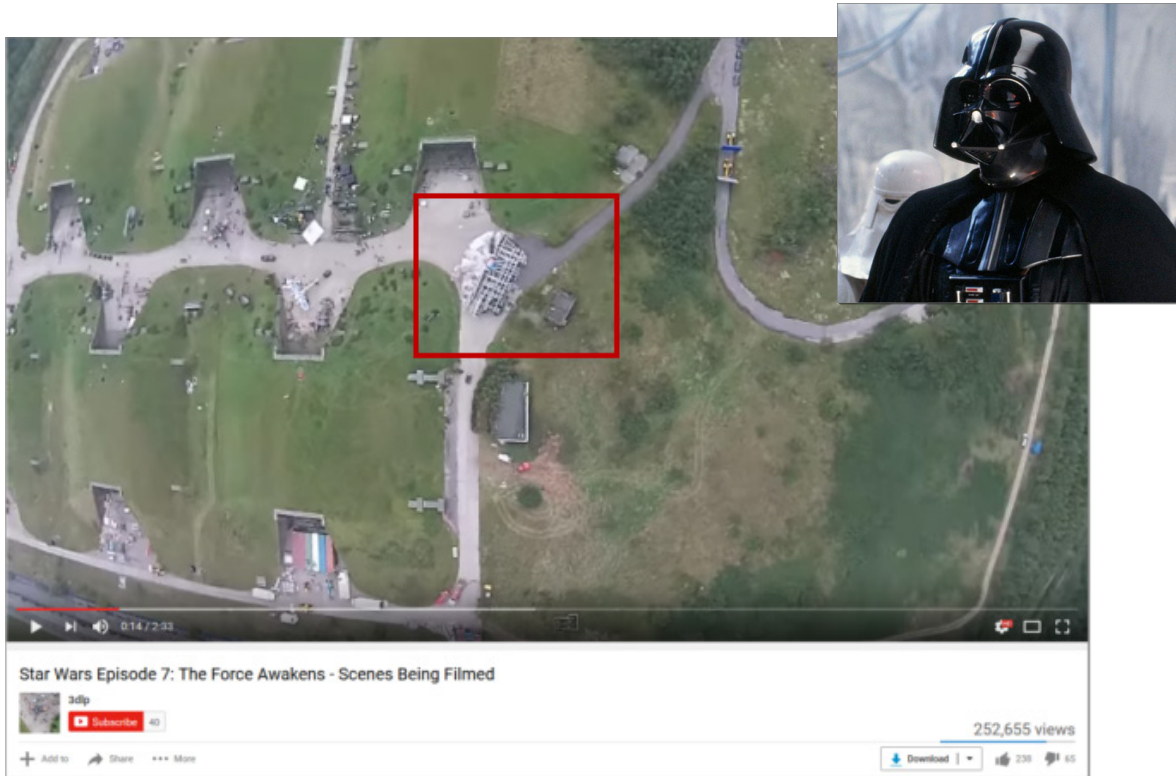 0:14 / 2:33
Star Wars Episode 7: The Force Awakens - Scenes Being Filmed
3dlp
Subscribe 40
252,655 views
Add to Share More
Download 238 65